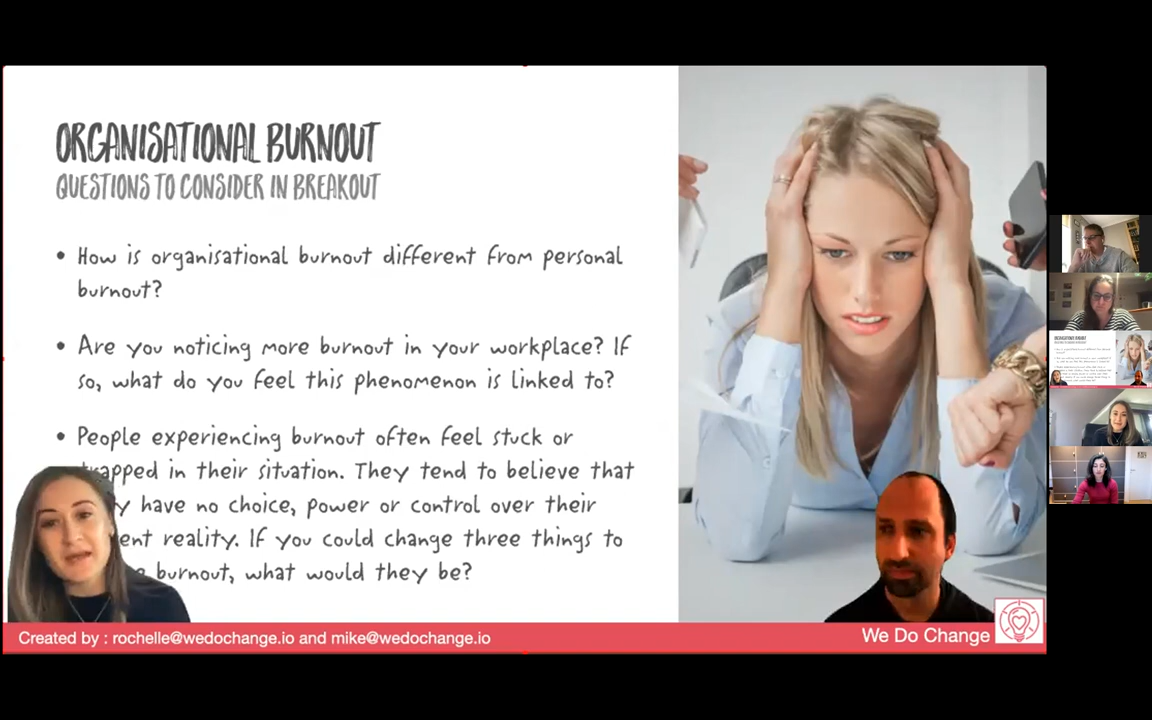 ORGANISATIONAL BURNOUT
QUESTIONS TO CONSIDER IN BREAKOUT
• How is organisational burnout different from personal
burnout?
• Are you noticing more burnout in your workplace? If
so, what do you feel this phenomenon is linked to?
• People experiencing burnout often feel stuck or
trapped in their situation. They tend to believe that
have no choice, power or control over their
reality. If you could change three things to
burnout, what would they be?
Created by : rochelle@wedochange.io and mike@wedochange.io
We Do Change